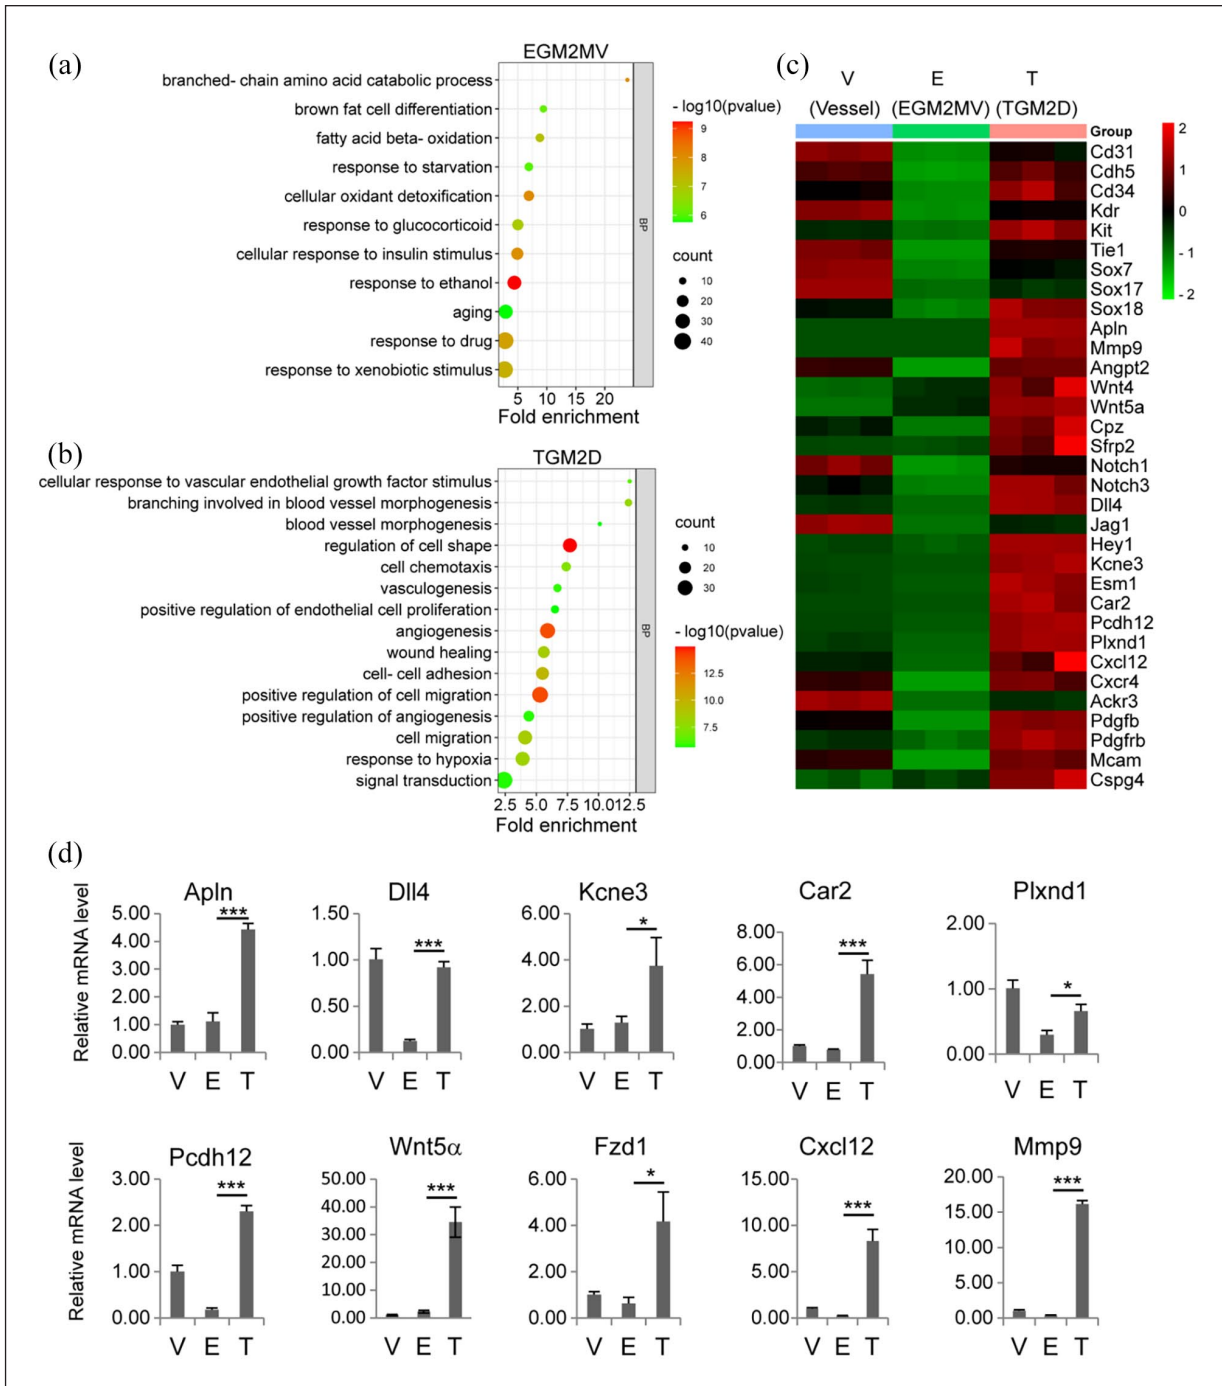 (a)
EGM2MV
branched- chain amino acid catabolic process
brown fat cell differentiation
fatty acid beta- oxidation
response to starvation
cellular oxidant detoxification
response to glucocorticoid
cellular response to insulin stimulus
response to ethanol
aging
response to drug
response to xenobiotic stimulus
5 10 15 20
Fold enrichment
BP
- log10(pvalue)
9
8
7
6
count
10
20
30
40
(b)
TGM2D
cellular response to vascular endothelial growth factor stimulus
branching involved in blood vessel morphogenesis
blood vessel morphogenesis
regulation of cell shape
cell chemotaxis
vasculogenesis
positive regulation of endothelial cell proliferation
angiogenesis
wound healing
cell- cell adhesion
positive regulation of cell migration
positive regulation of angiogenesis
cell migration
response to hypoxia
signal transduction
2.5 5.0 7.5 10.0 12.5
Fold enrichment
BP
count
10
20
30
- log10(pvalue)
12.5
10.0
7.5
(c)
V E T
(Vessel) (EGM2MV) (TGM2D)
Group
Cd31
Cdh5
Cd34
Kdr
Kit
Tie1
Sox7
Sox17
Sox18
Apln
Mmp9
Angpt2
Wnt4
Wnt5a
Cpz
Sfrp2
Notch1
Notch3
Dll4
Jag1
Hey1
Kcne3
Esm1
Car2
Pcdh12
Plxnd1
Cxcl12
Cxcr4
Ackr3
Pdgfb
Pdgfrb
Mcam
Cspg4
2
1
0
- 1
- 2
(d)
Relative mRNA level
Apln
5.00
4.00
3.00
2.00
1.00
0.00
***
V E T
Dll4
1.50
1.00
0.50
0.00
***
V E T
Kcne3
6.00
4.00
2.00
0.00
*
V E T
Car2
8.00
6.00
4.00
2.00
0.00
***
V E T
Plxnd1
2.00
1.00
0.00
*
V E T
Relative mRNA level
Pcdh12
3.00
2.00
1.00
0.00
***
V E T
Wnt5α
50.00
40.00
30.00
20.00
10.00
0.00
***
V E T
Fzd1
6.00
4.00
2.00
0.00
*
V E T
Cxcl12
15.00
10.00
5.00
0.00
***
V E T
Mmp9
20.00
15.00
10.00
5.00
0.00
***
V E T